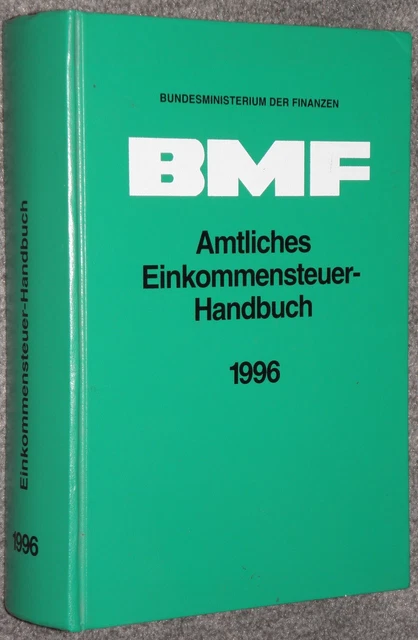 BUNDESMINISTERIUM DER FINANZEN
BMF
Amtliches
Einkommensteuer-
Handbuch
1996
Einkommensteuer-Handbuch
1996